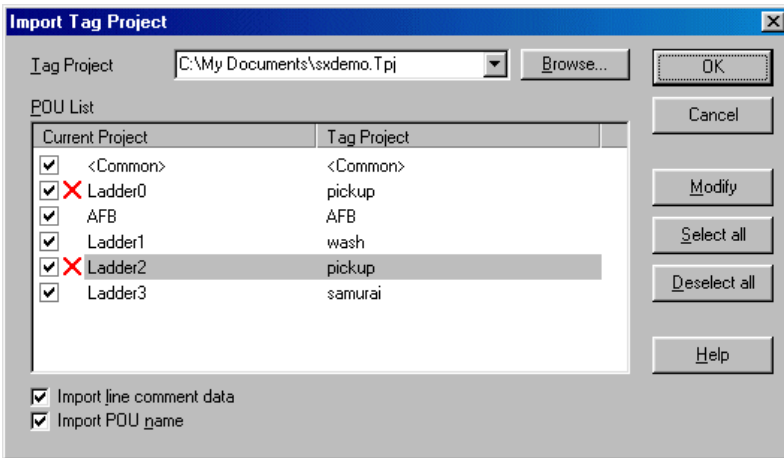 Import Tag Project
Tag Project C:\My Documents\sxdemo.Tpj Browse... OK
POU List Cancel
Current Project Tag Project
<Common> <Common>
Ladder0 pickup Modify
AFB AFB
Ladder1 wash Select all
Ladder2 pickup Deselect all
Ladder3 samurai
Help
Import line comment data
Import POU name